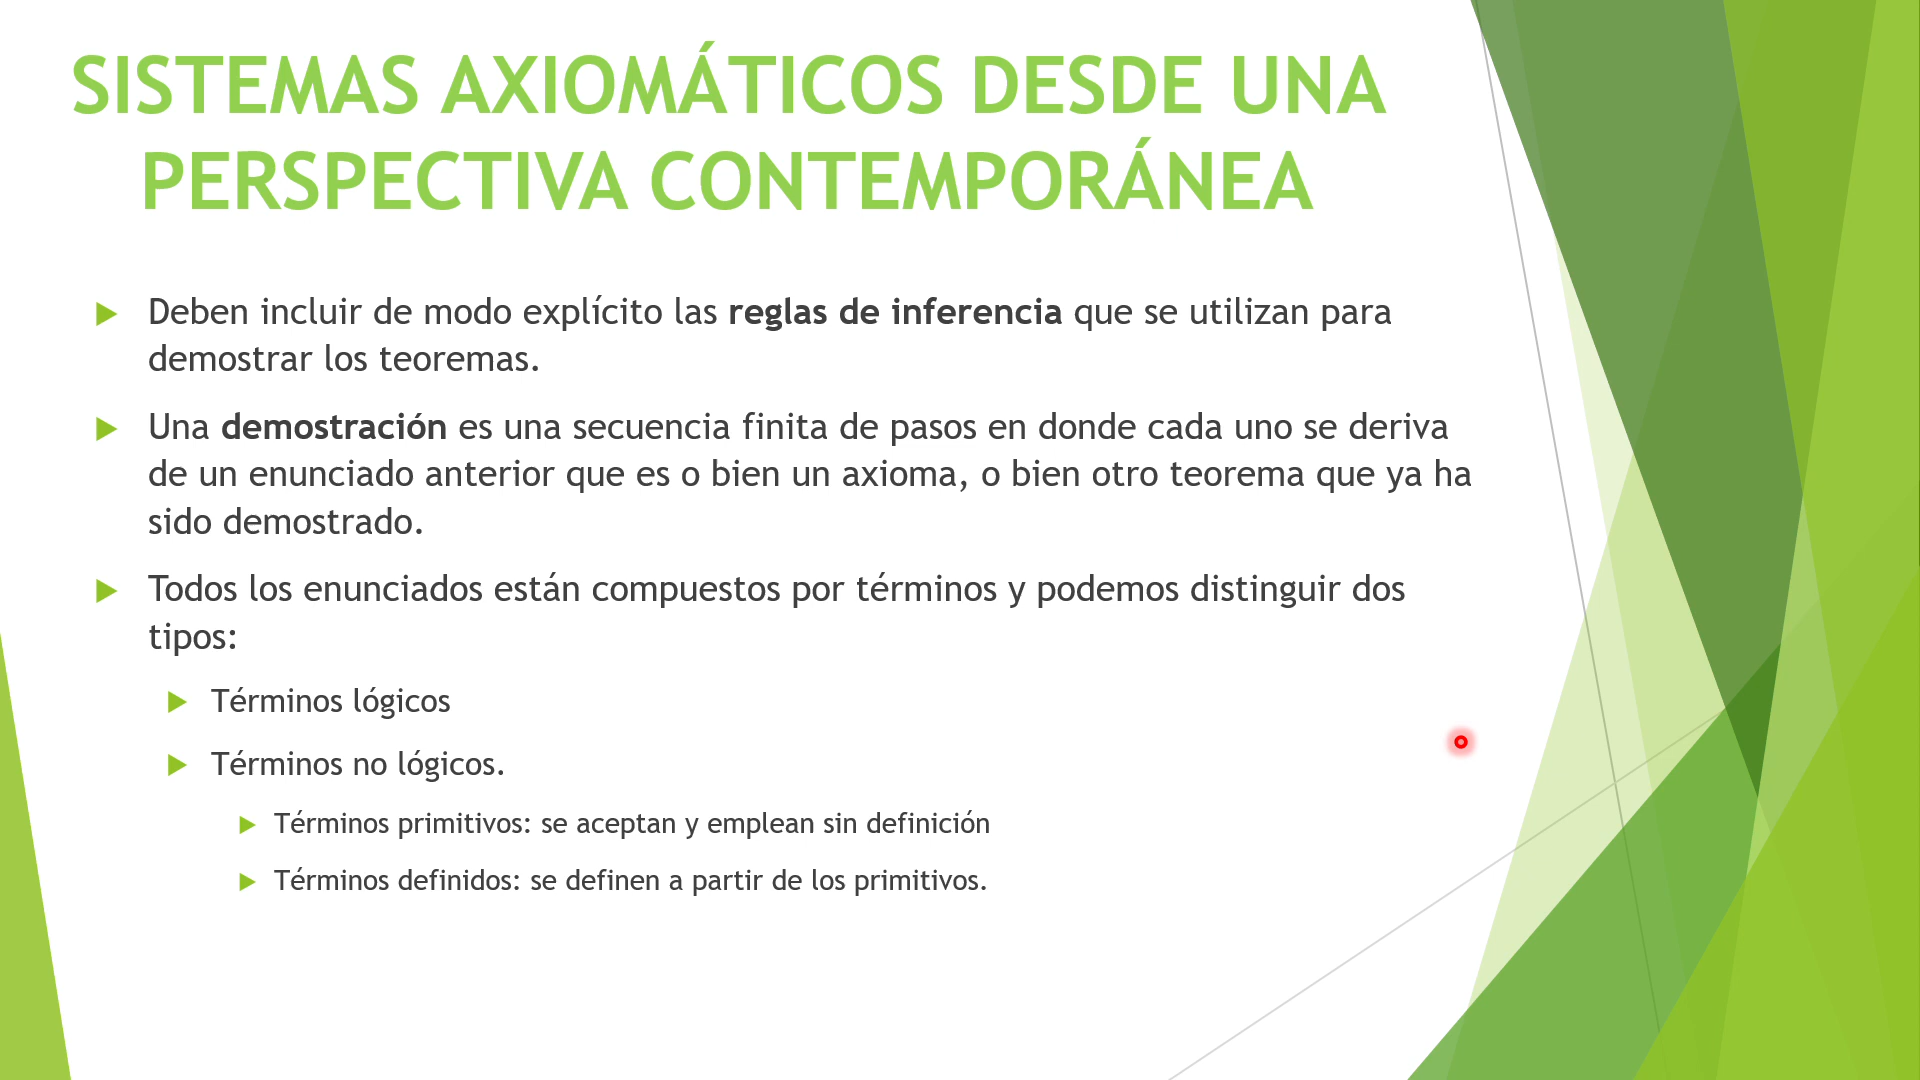 SISTEMAS AXIOMÁTICOS DESDE UNA
PERSPECTIVA CONTEMPORÁNEA
Deben incluir de modo explícito las reglas de inferencia que se utilizan para
demostrar los teoremas.
Una demostración es una secuencia finita de pasos en donde cada uno se deriva
de un enunciado anterior que es o bien un axioma, o bien otro teorema que ya ha
sido demostrado.
Todos los enunciados están compuestos por términos y podemos distinguir dos
tipos:
Términos lógicos
Términos no lógicos.
Términos primitivos: se aceptan y emplean sin definición
Términos definidos: se definen a partir de los primitivos.